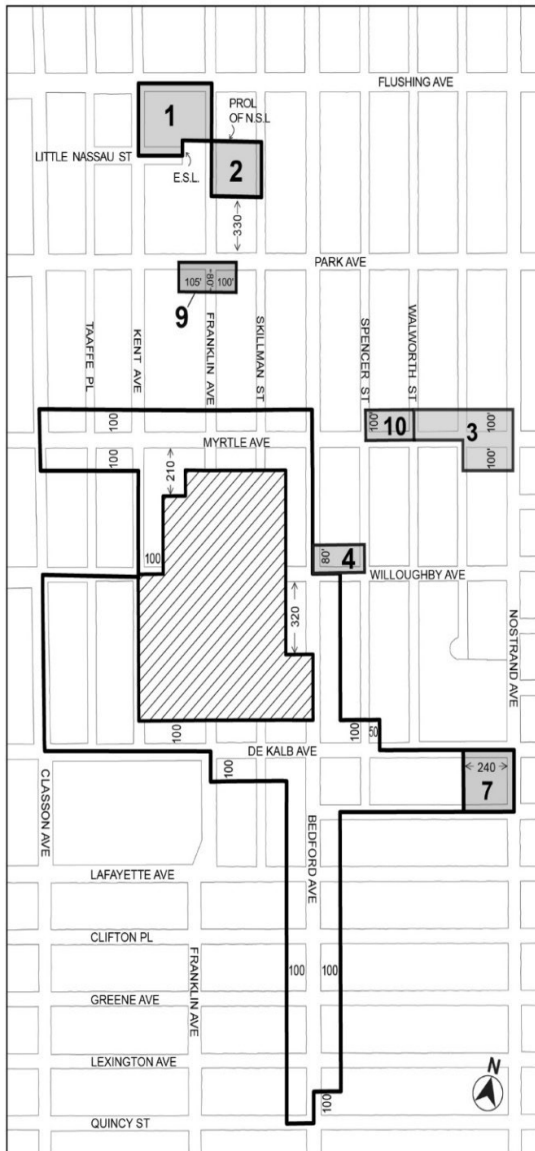 FLUSHING AVE
1
PROL
OF N.S.L
LITTLE NASSAU ST
E.S.L.
2
330
PARK AVE
105' 80' 100'
9
TAAFFE PL
KENT AVE
FRANKLIN AVE
SKILLMAN ST
SPENCER ST
WALWORTH ST
100
100' 10 100'
3
MYRTLE AVE
100
210
100'
100
80' 4
WILLOUGHBY AVE
320
NOSTRAND AVE
100
100 50
DE KALB AVE
100
240
7
CLASSON AVE
BEDFORD AVE
LAFAYETTE AVE
CLIFTON PL
FRANKLIN AVE
100 100
GREENE AVE
LEXINGTON AVE
N
100
QUINCY ST